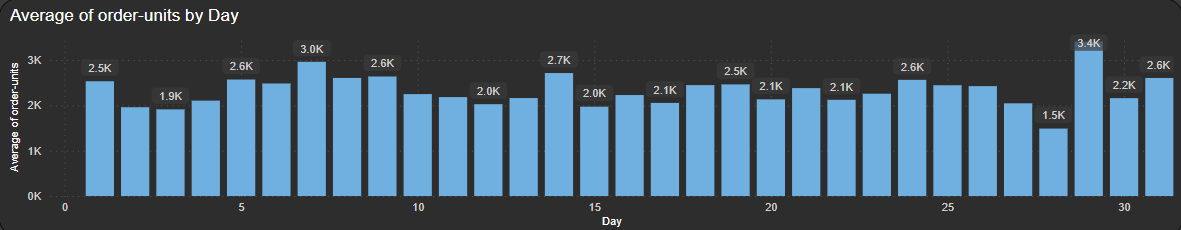 Average of order-units by Day
Average of order-units
3K
2K
1K
0K
2.5K
1.9K
2.6K
3.0K
2.6K
2.0K
2.7K
2.0K
2.1K
2.5K
2.1K
2.1K
2.6K
1.5K
3.4K
2.2K
2.6K
0 5 10 15 20 25 30
Day